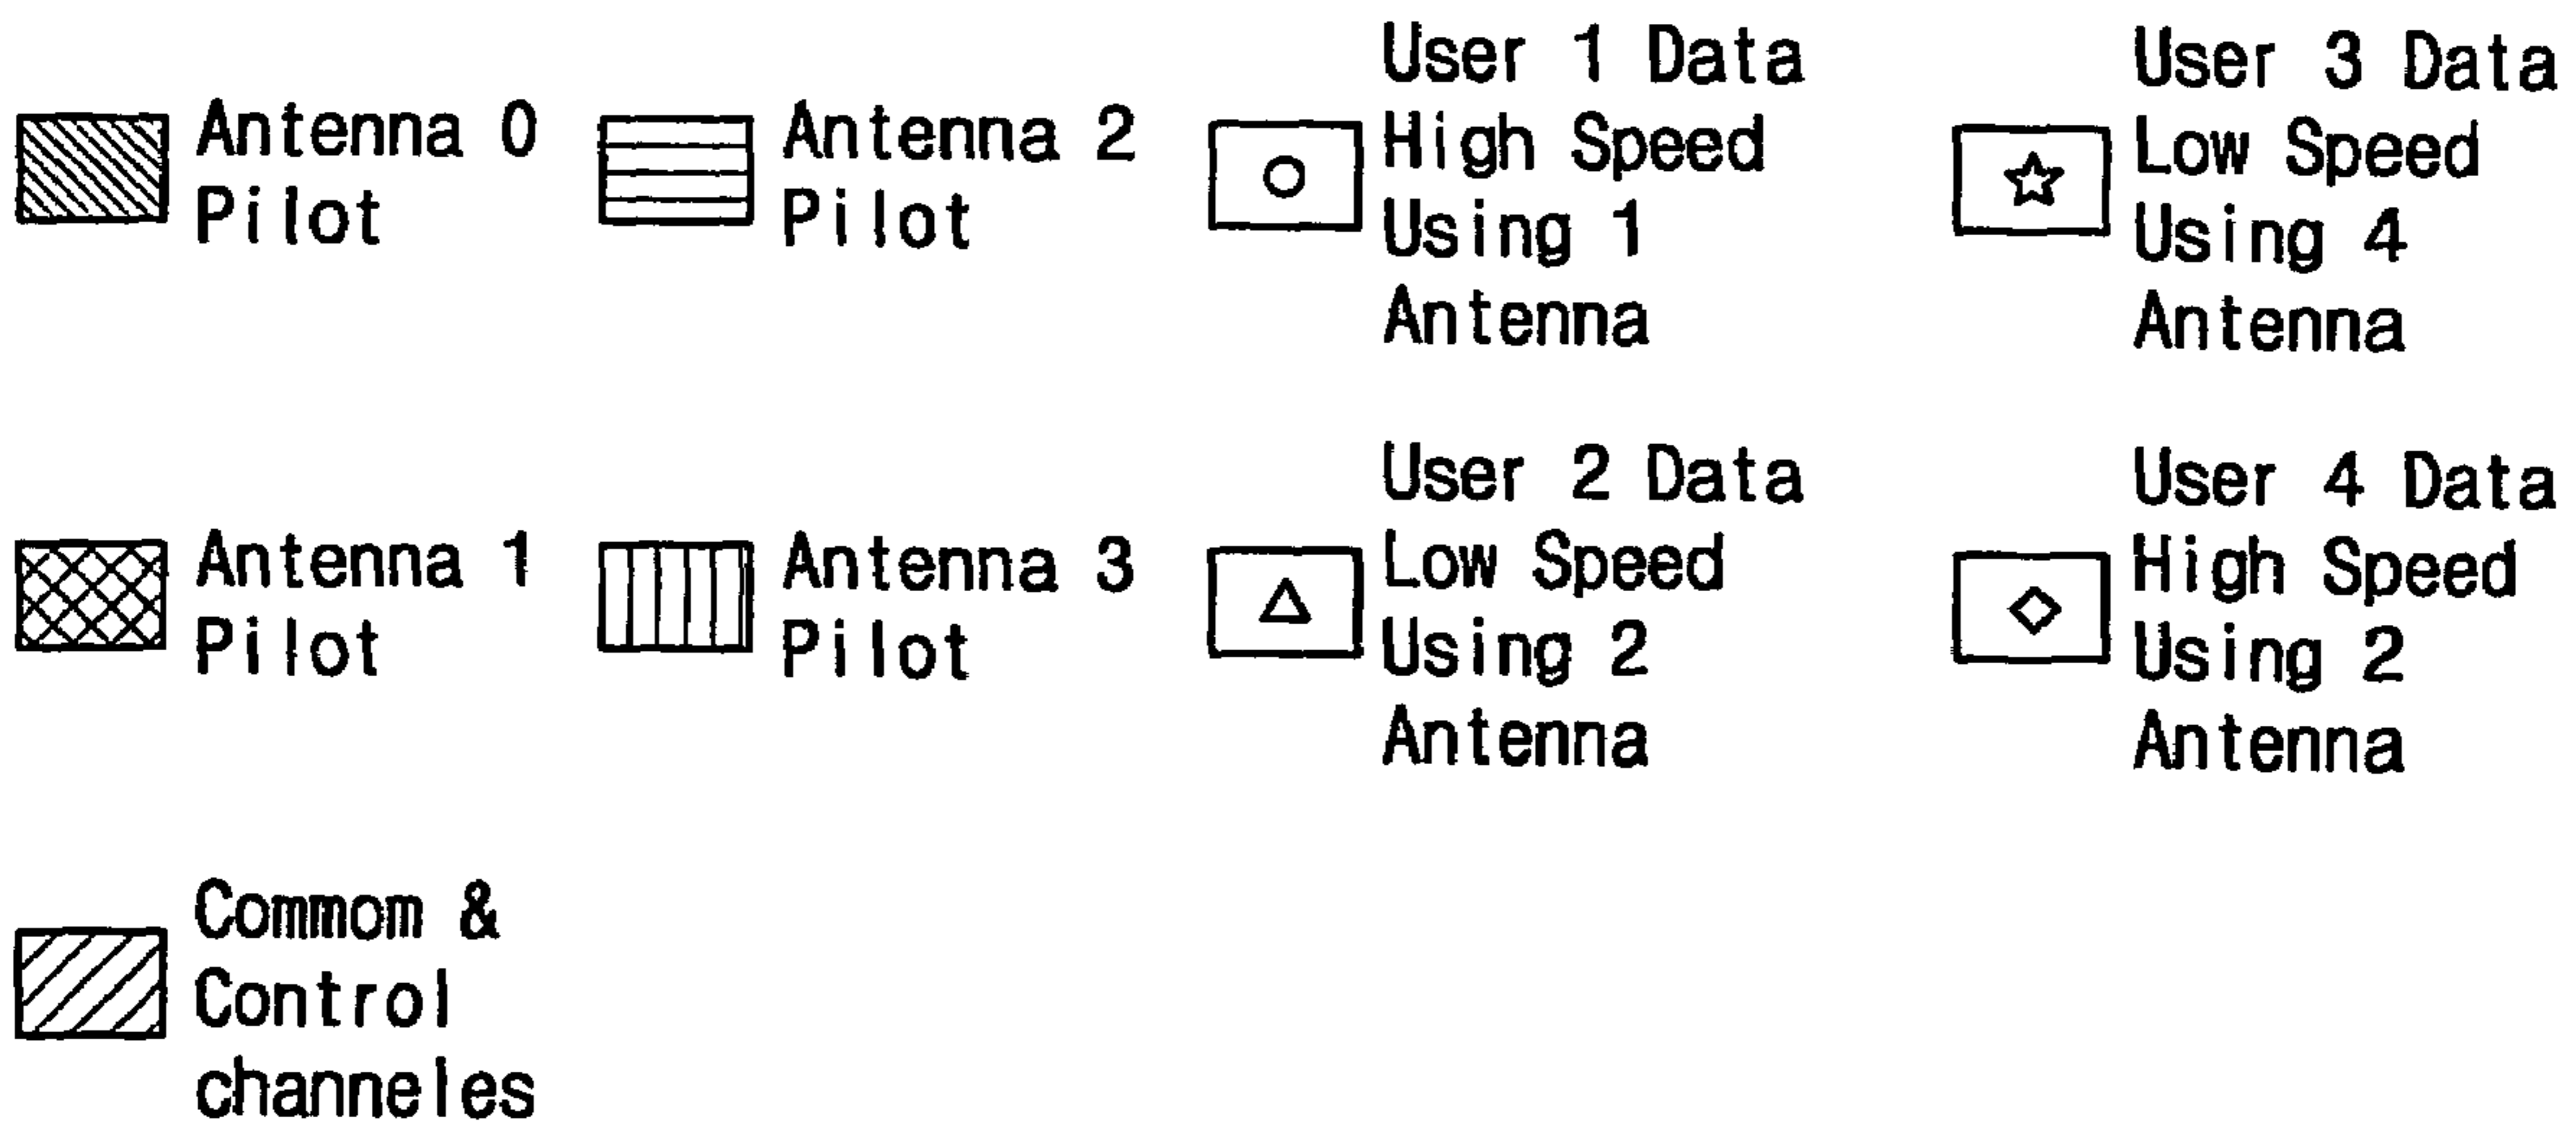 Antenna 0
Pilot
Antenna 2
Pilot
User 1 Data
High Speed
Using 1
Antenna
User 3 Data
Low Speed
Using 4
Antenna
Antenna 1
Pilot
Antenna 3
Pilot
User 2 Data
Low Speed
Using 2
Antenna
User 4 Data
High Speed
Using 2
Antenna
Commom &
Control
channeles